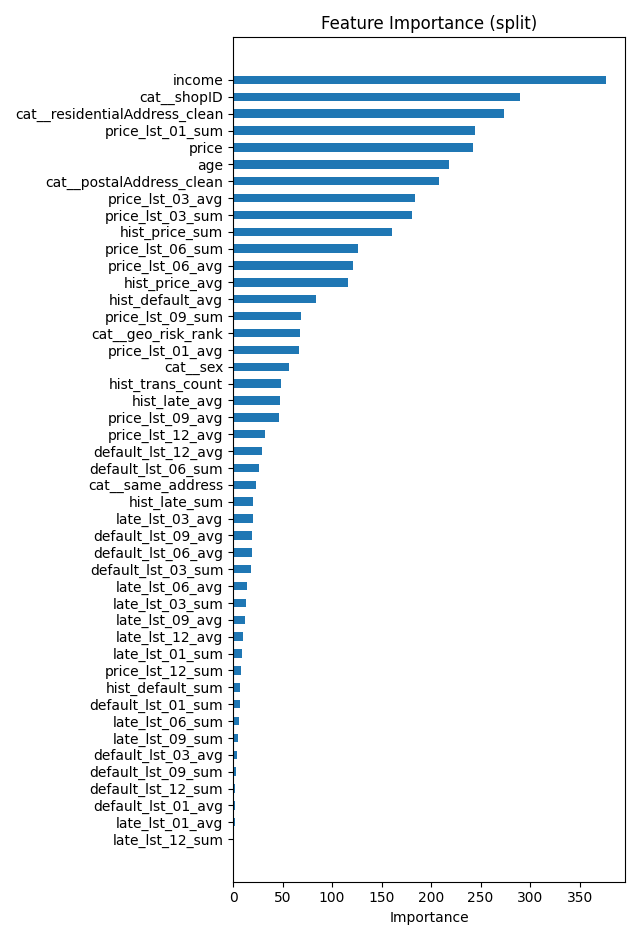 Feature Importance (split)
income
cat__shopID
cat__residentialAddress_clean
price_lst_01_sum
price
age
cat__postalAddress_clean
price_lst_03_avg
price_lst_03_sum
hist_price_sum
price_lst_06_sum
price_lst_06_avg
hist_price_avg
hist_default_avg
price_lst_09_sum
cat__geo_risk_rank
price_lst_01_avg
cat__sex
hist_trans_count
hist_late_avg
price_lst_09_avg
price_lst_12_avg
default_lst_12_avg
default_lst_06_sum
cat__same_address
hist_late_sum
late_lst_03_avg
default_lst_09_avg
default_lst_06_avg
default_lst_03_sum
late_lst_06_avg
late_lst_03_sum
late_lst_09_avg
late_lst_12_avg
late_lst_01_sum
price_lst_12_sum
hist_default_sum
default_lst_01_sum
late_lst_06_sum
late_lst_09_sum
default_lst_03_avg
default_lst_09_sum
default_lst_12_sum
default_lst_01_avg
late_lst_01_avg
late_lst_12_sum
0 50 100 150 200 250 300 350
Importance